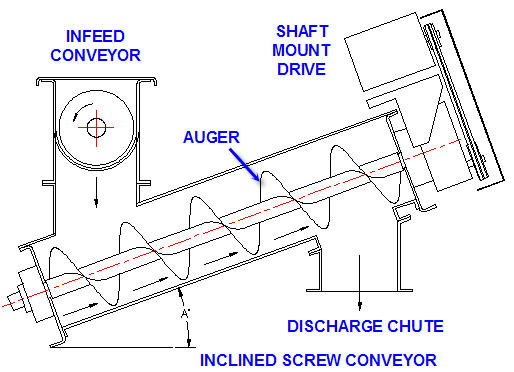 INFEED
CONVEYOR
SHAFT
MOUNT
DRIVE
AUGER
A°
DISCHARGE CHUTE
INCLINED SCREW CONVEYOR